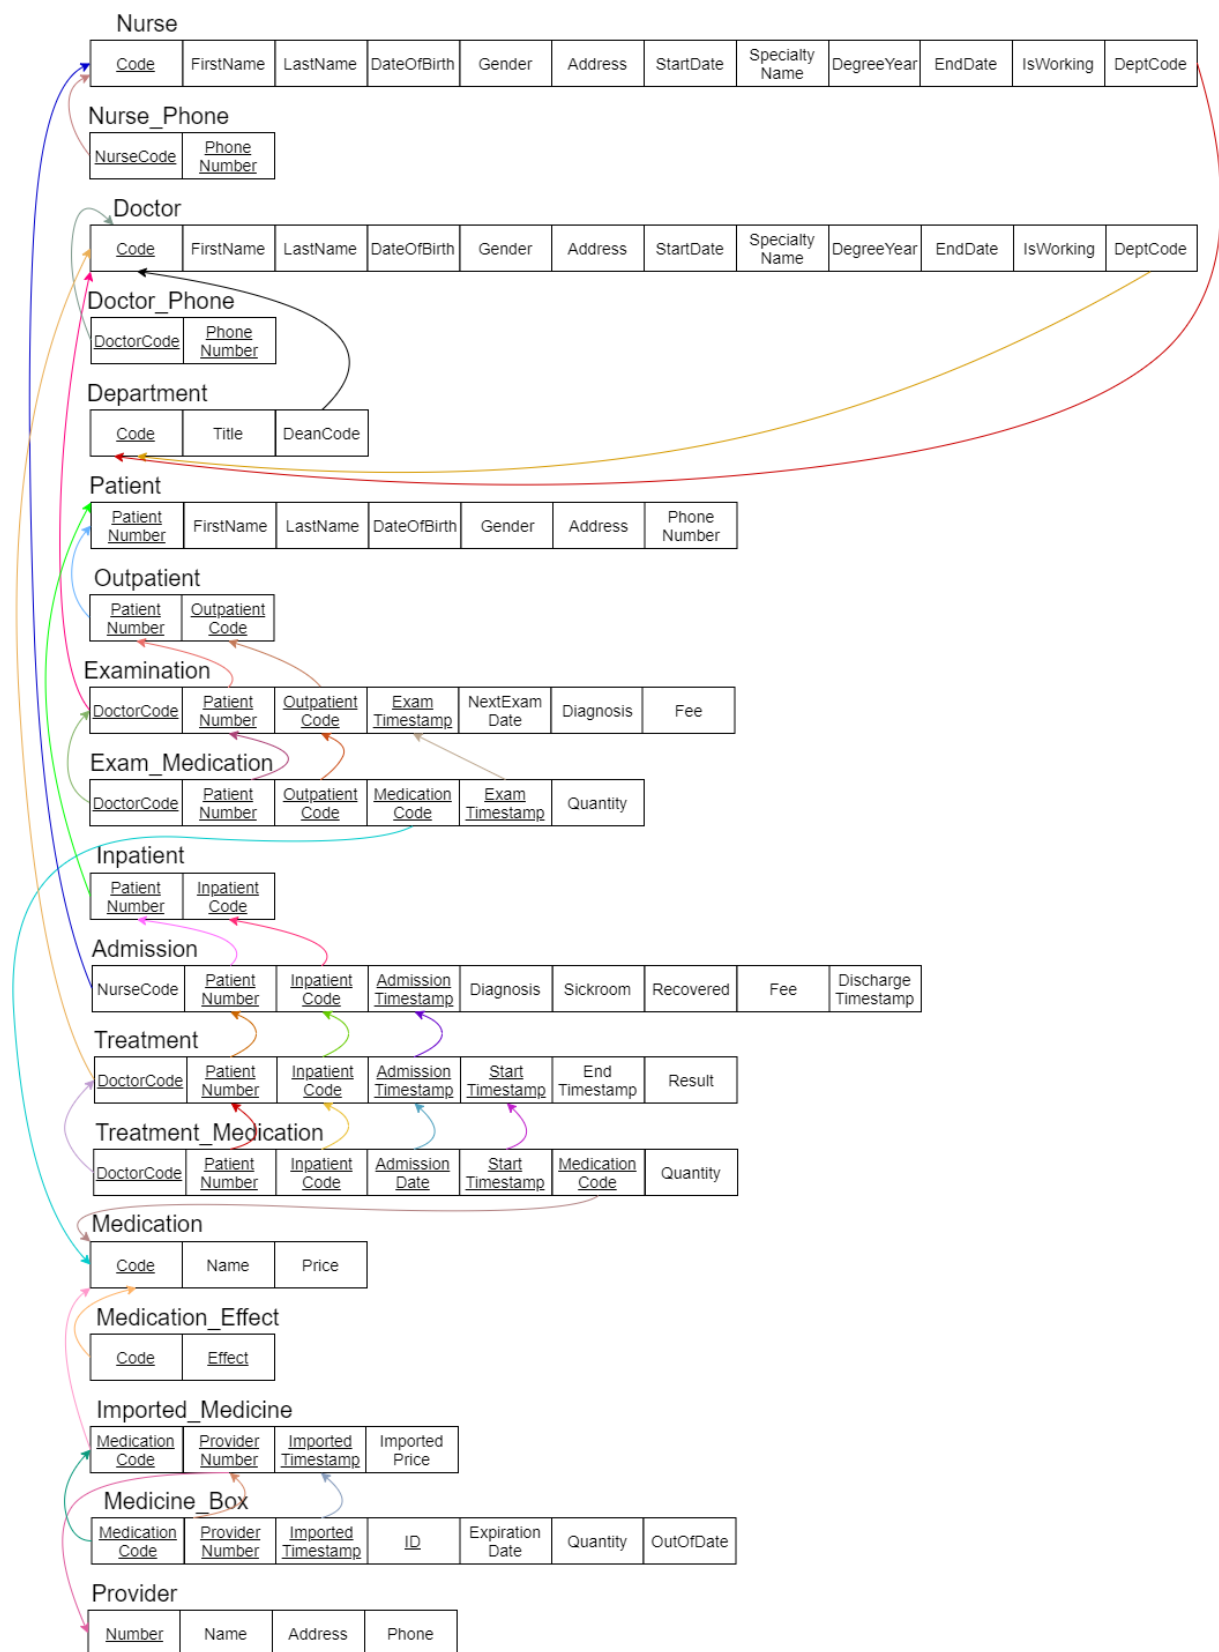 Nurse
Code FirstName LastName DateOfBirth Gender Address StartDate Specialty Name DegreeYear EndDate IsWorking DeptCode
Nurse_Phone
NurseCode Phone Number
Doctor
Code FirstName LastName DateOfBirth Gender Address StartDate Specialty Name DegreeYear EndDate IsWorking DeptCode
Doctor_Phone
DoctorCode Phone Number
Department
Code Title DeanCode
Patient
Patient Number FirstName LastName DateOfBirth Gender Address Phone Number
Outpatient
Patient Number Outpatient Code
Examination
DoctorCode Patient Number Outpatient Code Exam Timestamp NextExam Date Diagnosis Fee
Exam_Medication
DoctorCode Patient Number Outpatient Code Medication Code Exam Timestamp Quantity
Inpatient
Patient Number Inpatient Code
Admission
NurseCode Patient Number Inpatient Code Admission Timestamp Diagnosis Sickroom Recovered Fee Discharge Timestamp
Treatment
DoctorCode Patient Number Inpatient Code Admission Timestamp Start Timestamp End Timestamp Result
Treatment_Medication
DoctorCode Patient Number Inpatient Code Admission Date Start Timestamp Medication Code Quantity
Medication
Code Name Price
Medication_Effect
Code Effect
Imported_Medicine
Medication Code Provider Number Imported Timestamp Imported Price
Medicine_Box
Medication Code Provider Number Imported Timestamp ID Expiration Date Quantity OutOfDate
Provider
Number Name Address Phone